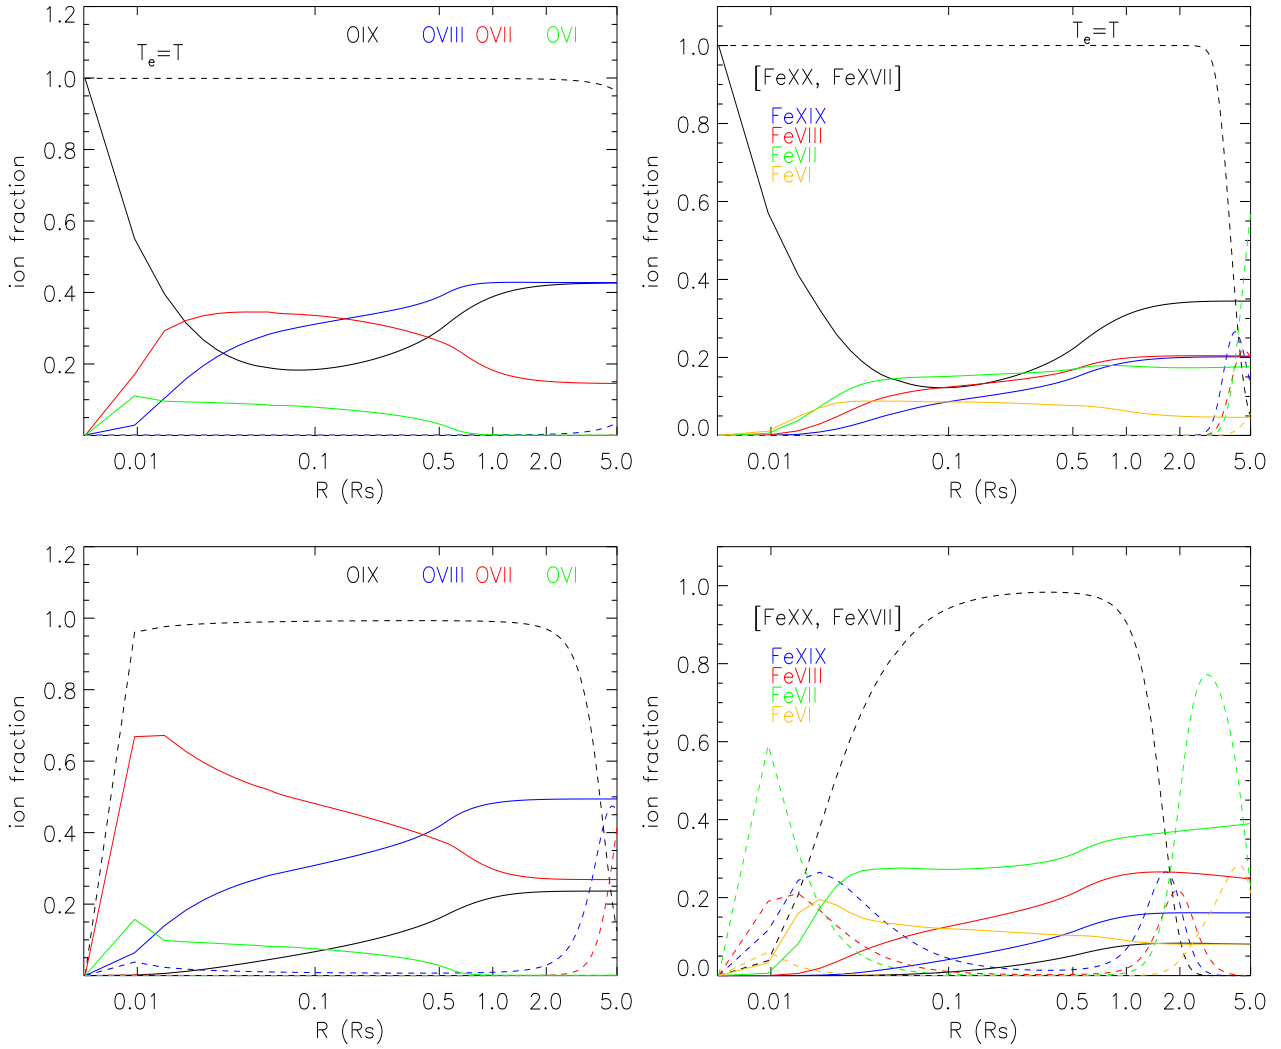 1.2
1.0
0.8
0.6
0.4
0.2
ion fraction
T_e=T
OIX OVIII OVII OVI
0.01 0.1 0.5 1.0 2.0 5.0
R (Rs)
1.0
0.8
0.6
0.4
0.2
0.0
ion fraction
T_e=T
[FeXX, FeXVII]
FeXIX
FeVIII
FeVII
FeVI
0.01 0.1 0.5 1.0 2.0 5.0
R (Rs)
1.2
1.0
0.8
0.6
0.4
0.2
ion fraction
OIX OVIII OVII OVI
0.01 0.1 0.5 1.0 2.0 5.0
R (Rs)
1.0
0.8
0.6
0.4
0.2
0.0
ion fraction
[FeXX, FeXVII]
FeXIX
FeVIII
FeVII
FeVI
0.01 0.1 0.5 1.0 2.0 5.0
R (Rs)